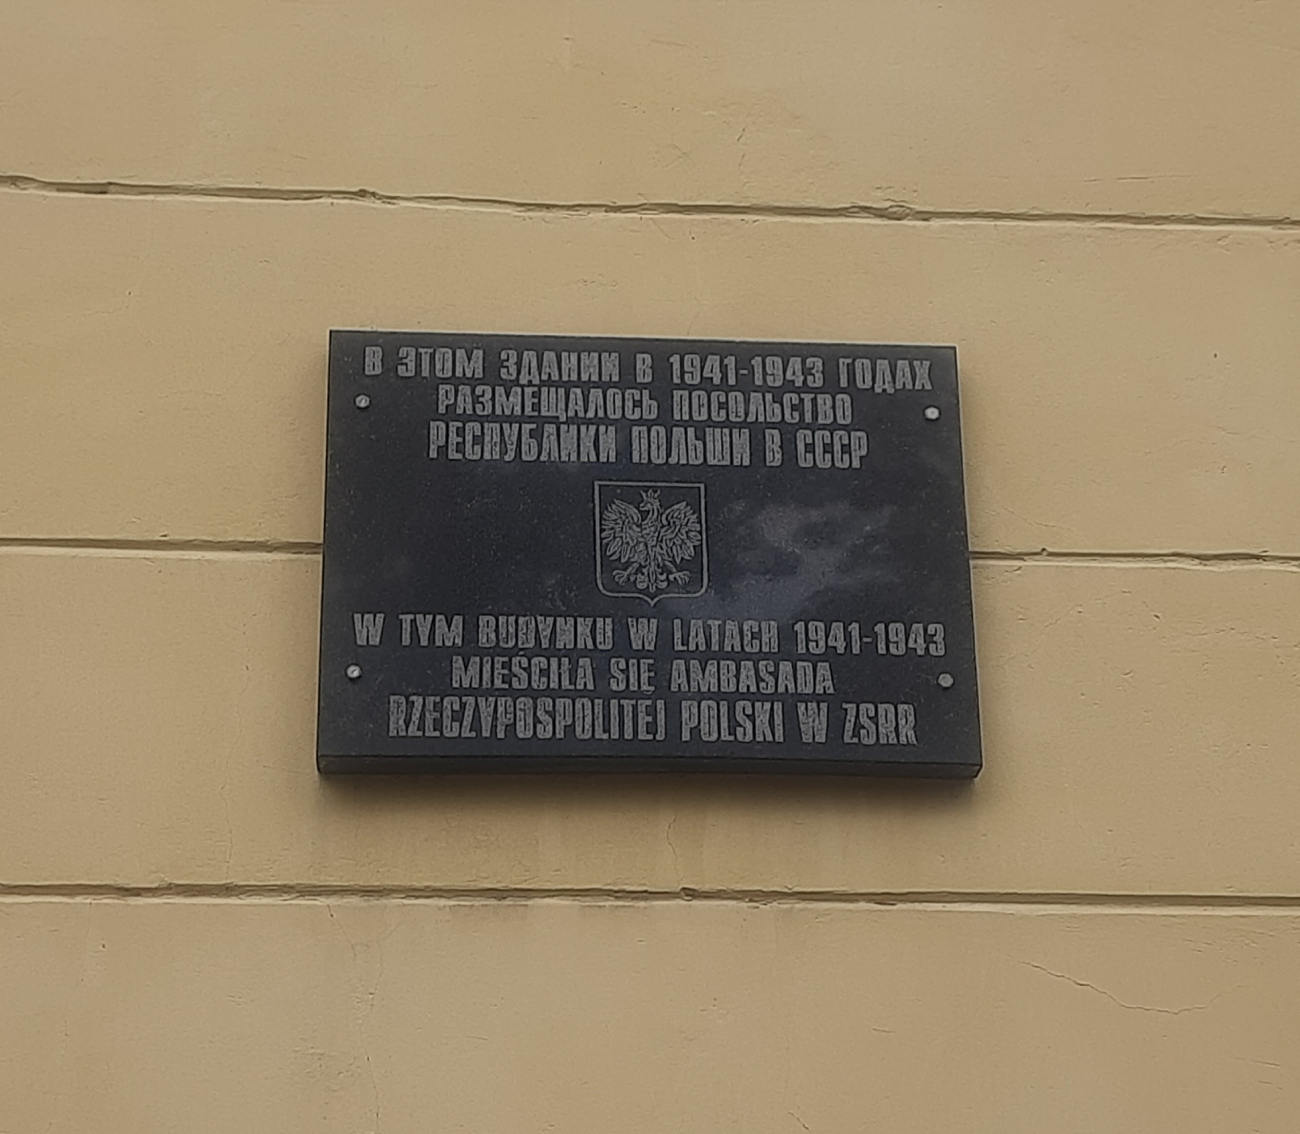 В ЭТОМ ЗДАНИИ В 1941-1943 ГОДАХ
РАЗМЕЩАЛОСЬ ПОСОЛЬСТВО
РЕСПУБЛИКИ ПОЛЬШИ В СССР
W TYM BUDYNKU W LATACH 1941-1943
MIEŚCIŁA SIĘ AMBASADA
RZECZYPOSPOLITEJ POLSKI W ZSRR